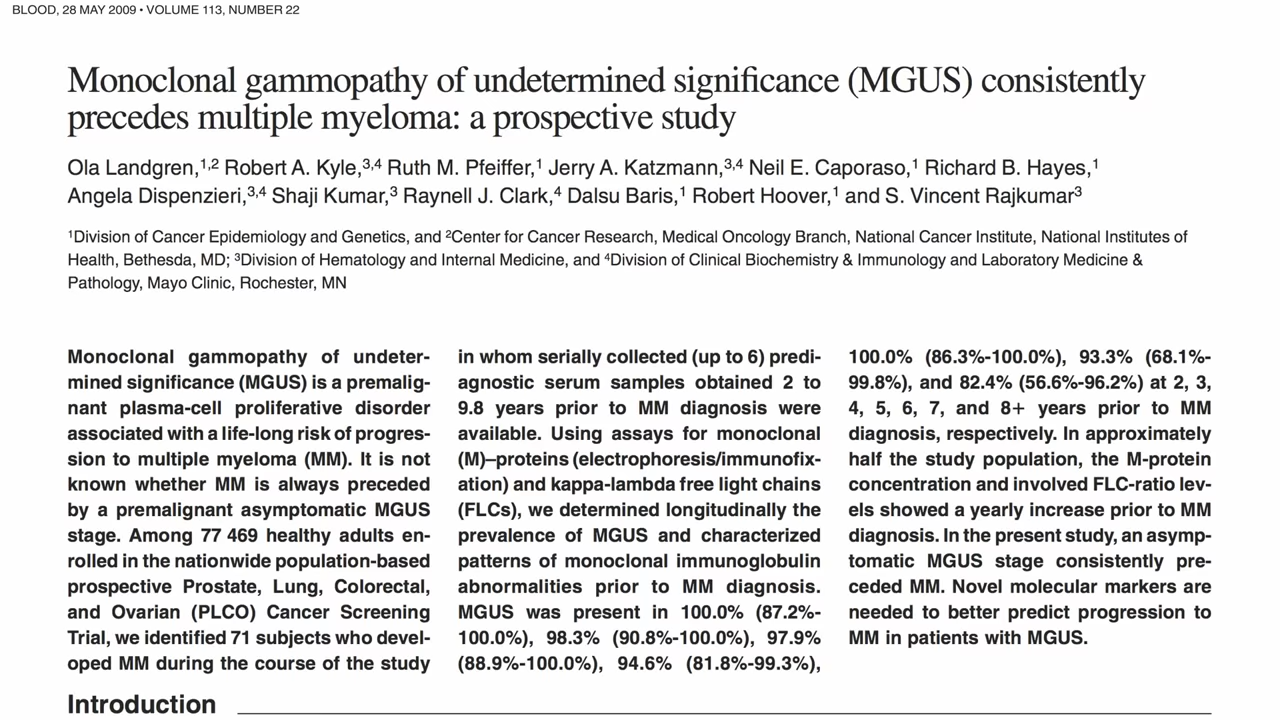 BLOOD, 28 MAY 2009 • VOLUME 113, NUMBER 22
Monoclonal gammopathy of undetermined significance (MGUS) consistently
precedes multiple myeloma: a prospective study
Ola Landgren,1,2 Robert A. Kyle,3,4 Ruth M. Pfeiffer,1 Jerry A. Katzmann,3,4 Neil E. Caporaso,1 Richard B. Hayes,1
Angela Dispenzieri,3,4 Shaji Kumar,3 Raynell J. Clark,4 Dalsu Baris,1 Robert Hoover,1 and S. Vincent Rajkumar3
1Division of Cancer Epidemiology and Genetics, and 2Center for Cancer Research, Medical Oncology Branch, National Cancer Institute, National Institutes of
Health, Bethesda, MD; 3Division of Hematology and Internal Medicine, and 4Division of Clinical Biochemistry & Immunology and Laboratory Medicine &
Pathology, Mayo Clinic, Rochester, MN
Monoclonal gammopathy of undeter-
mined significance (MGUS) is a premalig-
nant plasma-cell proliferative disorder
associated with a life-long risk of progres-
sion to multiple myeloma (MM). It is not
known whether MM is always preceded
by a premalignant asymptomatic MGUS
stage. Among 77 469 healthy adults en-
rolled in the nationwide population-based
prospective Prostate, Lung, Colorectal,
and Ovarian (PLCO) Cancer Screening
Trial, we identified 71 subjects who devel-
oped MM during the course of the study
in whom serially collected (up to 6) predi-
agnostic serum samples obtained 2 to
9.8 years prior to MM diagnosis were
available. Using assays for monoclonal
(M)–proteins (electrophoresis/immunofix-
ation) and kappa-lambda free light chains
(FLCs), we determined longitudinally the
prevalence of MGUS and characterized
patterns of monoclonal immunoglobulin
abnormalities prior to MM diagnosis.
MGUS was present in 100.0% (87.2%-
100.0%), 98.3% (90.8%-100.0%), 97.9%
(88.9%-100.0%), 94.6% (81.8%-99.3%),
100.0% (86.3%-100.0%), 93.3% (68.1%-
99.8%), and 82.4% (56.6%-96.2%) at 2, 3,
4, 5, 6, 7, and 8+ years prior to MM
diagnosis, respectively. In approximately
half the study population, the M-protein
concentration and involved FLC-ratio lev-
els showed a yearly increase prior to MM
diagnosis. In the present study, an asymp-
tomatic MGUS stage consistently pre-
ceded MM. Novel molecular markers are
needed to better predict progression to
MM in patients with MGUS.
Introduction